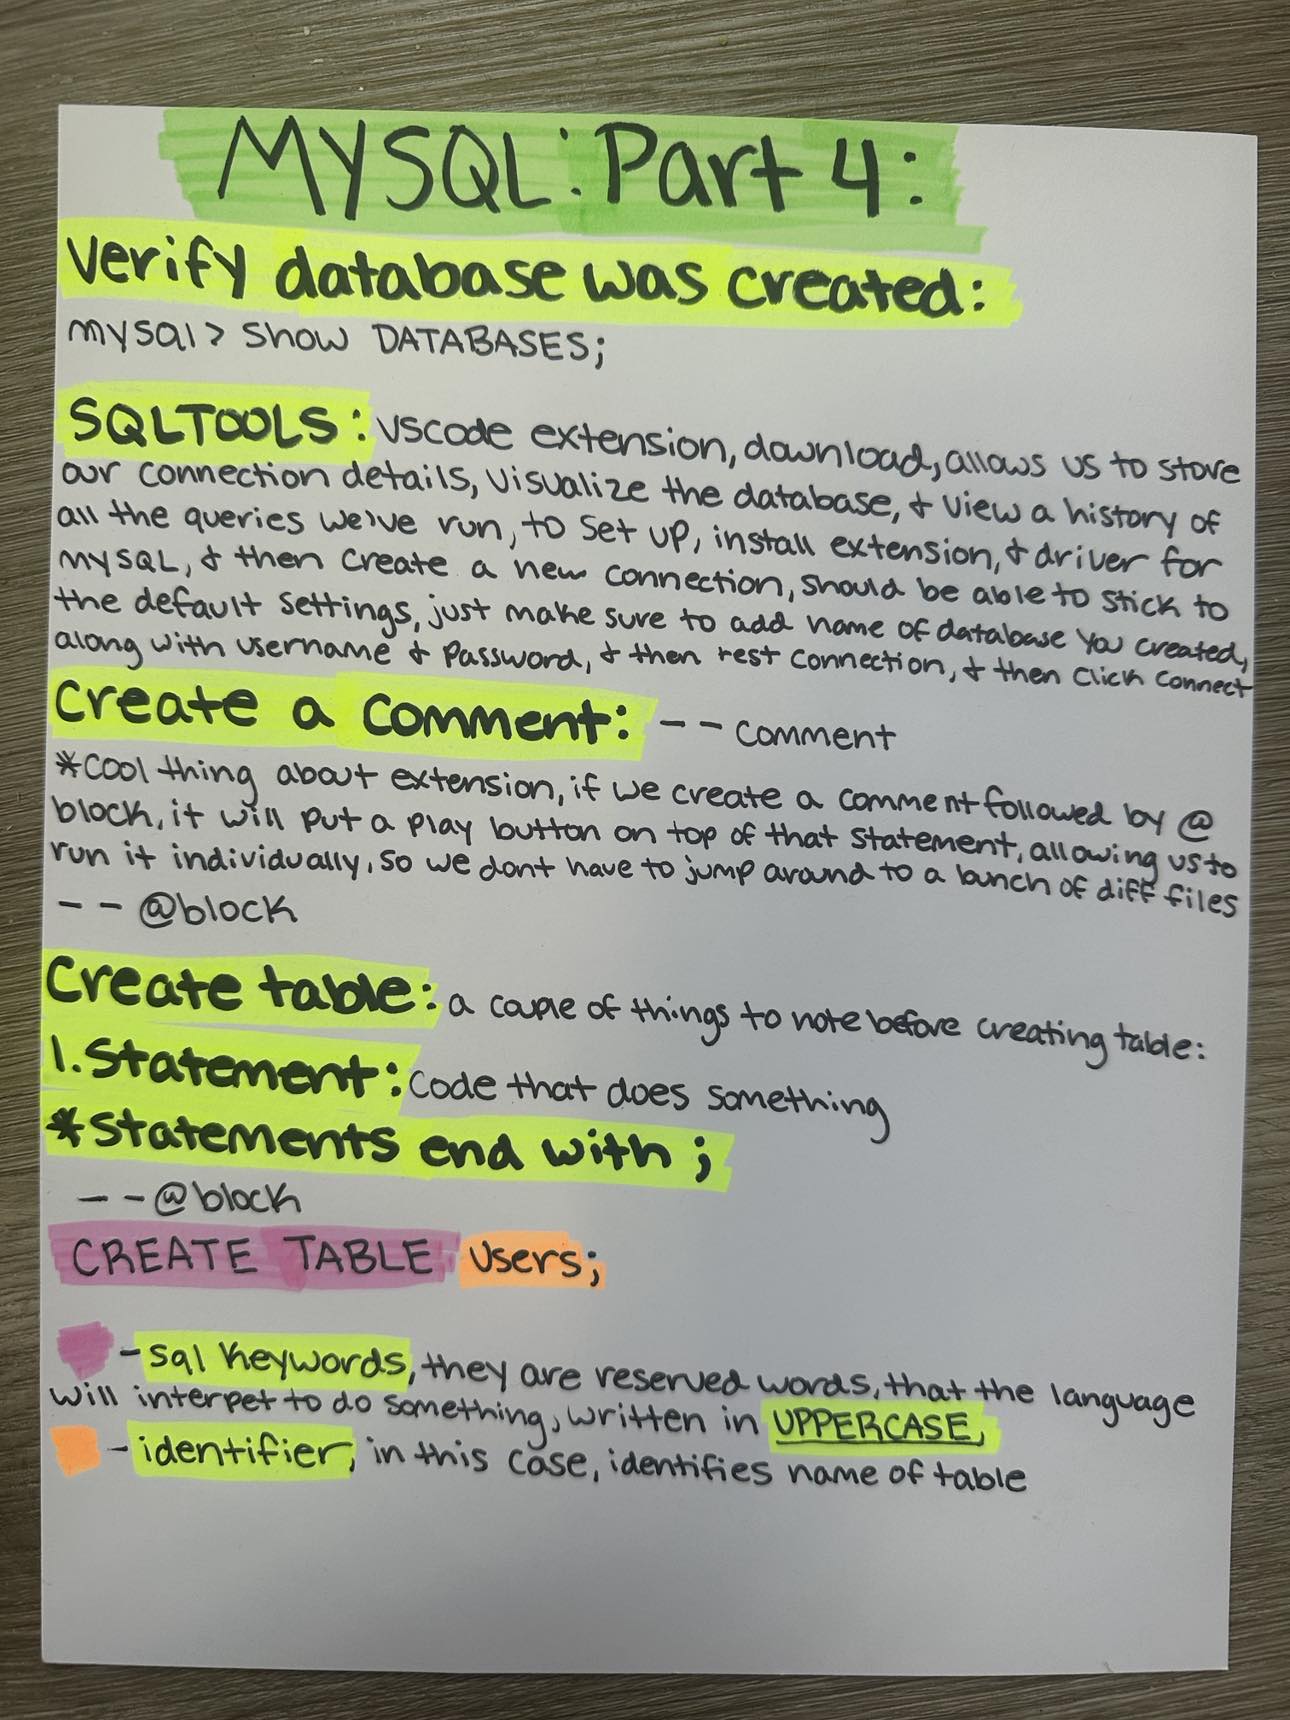 MYSQL: Part 4:
Verify database was created:
mysql> Show DATABASES;
SQLTOOLS: vscode extension, download, allows us to store
our connection details, visualize the database, & view a history of
all the queries we've run, to set up, install extension, & driver for
MYSQL, & then create a new connection, should be able to stick to
the default settings, just make sure to add name of database you created,
along with username & password, & then test connection, & then click connect
Create a comment: -- comment
*cool thing about extension, if we create a comment followed by @
block, it will put a play button on top of that statement, allowing us to
run it individually, so we dont have to jump around to a bunch of diff files
-- @block
Create table: a couple of things to note before creating table:
1. Statement: code that does something
*Statements end with ;
--@block
CREATE TABLE Users;
- sql keywords, they are reserved words, that the language
will interpet to do something, written in UPPERCASE,
- identifier, in this case, identifies name of table